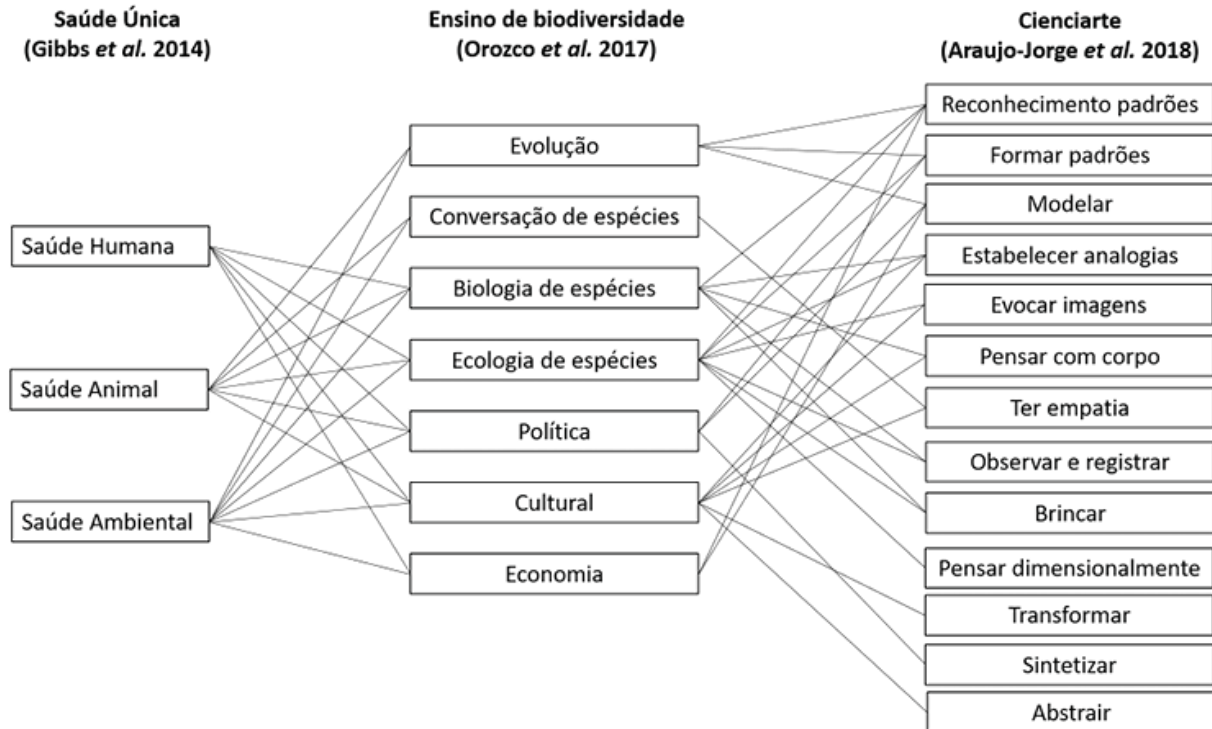 Saúde Única
(Gibbs et al. 2014)
Ensino de biodiversidade
(Orozco et al. 2017)
Cienciarte
(Araujo-Jorge et al. 2018)
Saúde Humana
Saúde Animal
Saúde Ambiental
Evolução
Conversação de espécies
Biologia de espécies
Ecologia de espécies
Política
Cultural
Economia
Reconhecimento padrões
Formar padrões
Modelar
Estabelecer analogias
Evocar imagens
Pensar com corpo
Ter empatia
Observar e registrar
Brincar
Pensar dimensionalmente
Transformar
Sintetizar
Abstrair